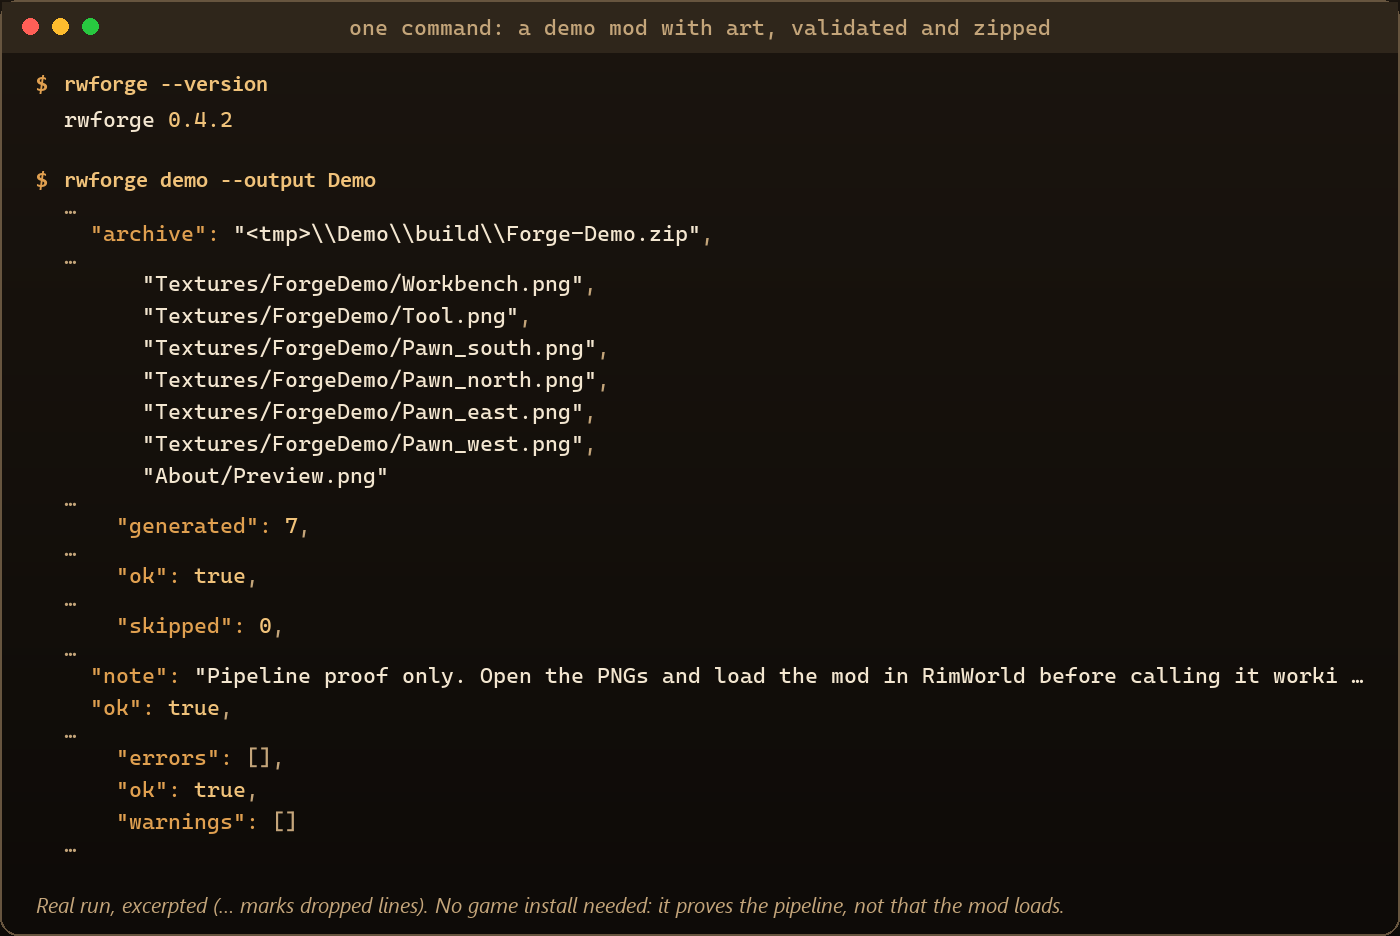 one command: a demo mod with art, validated and zipped
$ rwforge --version
rwforge 0.4.2
$ rwforge demo --output Demo
…
"archive": "<tmp>\\Demo\\build\\Forge-Demo.zip",
…
"Textures/ForgeDemo/Workbench.png",
"Textures/ForgeDemo/Tool.png",
"Textures/ForgeDemo/Pawn_south.png",
"Textures/ForgeDemo/Pawn_north.png",
"Textures/ForgeDemo/Pawn_east.png",
"Textures/ForgeDemo/Pawn_west.png",
"About/Preview.png"
…
"generated": 7,
…
"ok": true,
…
"skipped": 0,
…
"note": "Pipeline proof only. Open the PNGs and load the mod in RimWorld before calling it worki …
"ok": true,
…
"errors": [],
"ok": true,
"warnings": []
…
Real run, excerpted (... marks dropped lines). No game install needed: it proves the pipeline, not that the mod loads.